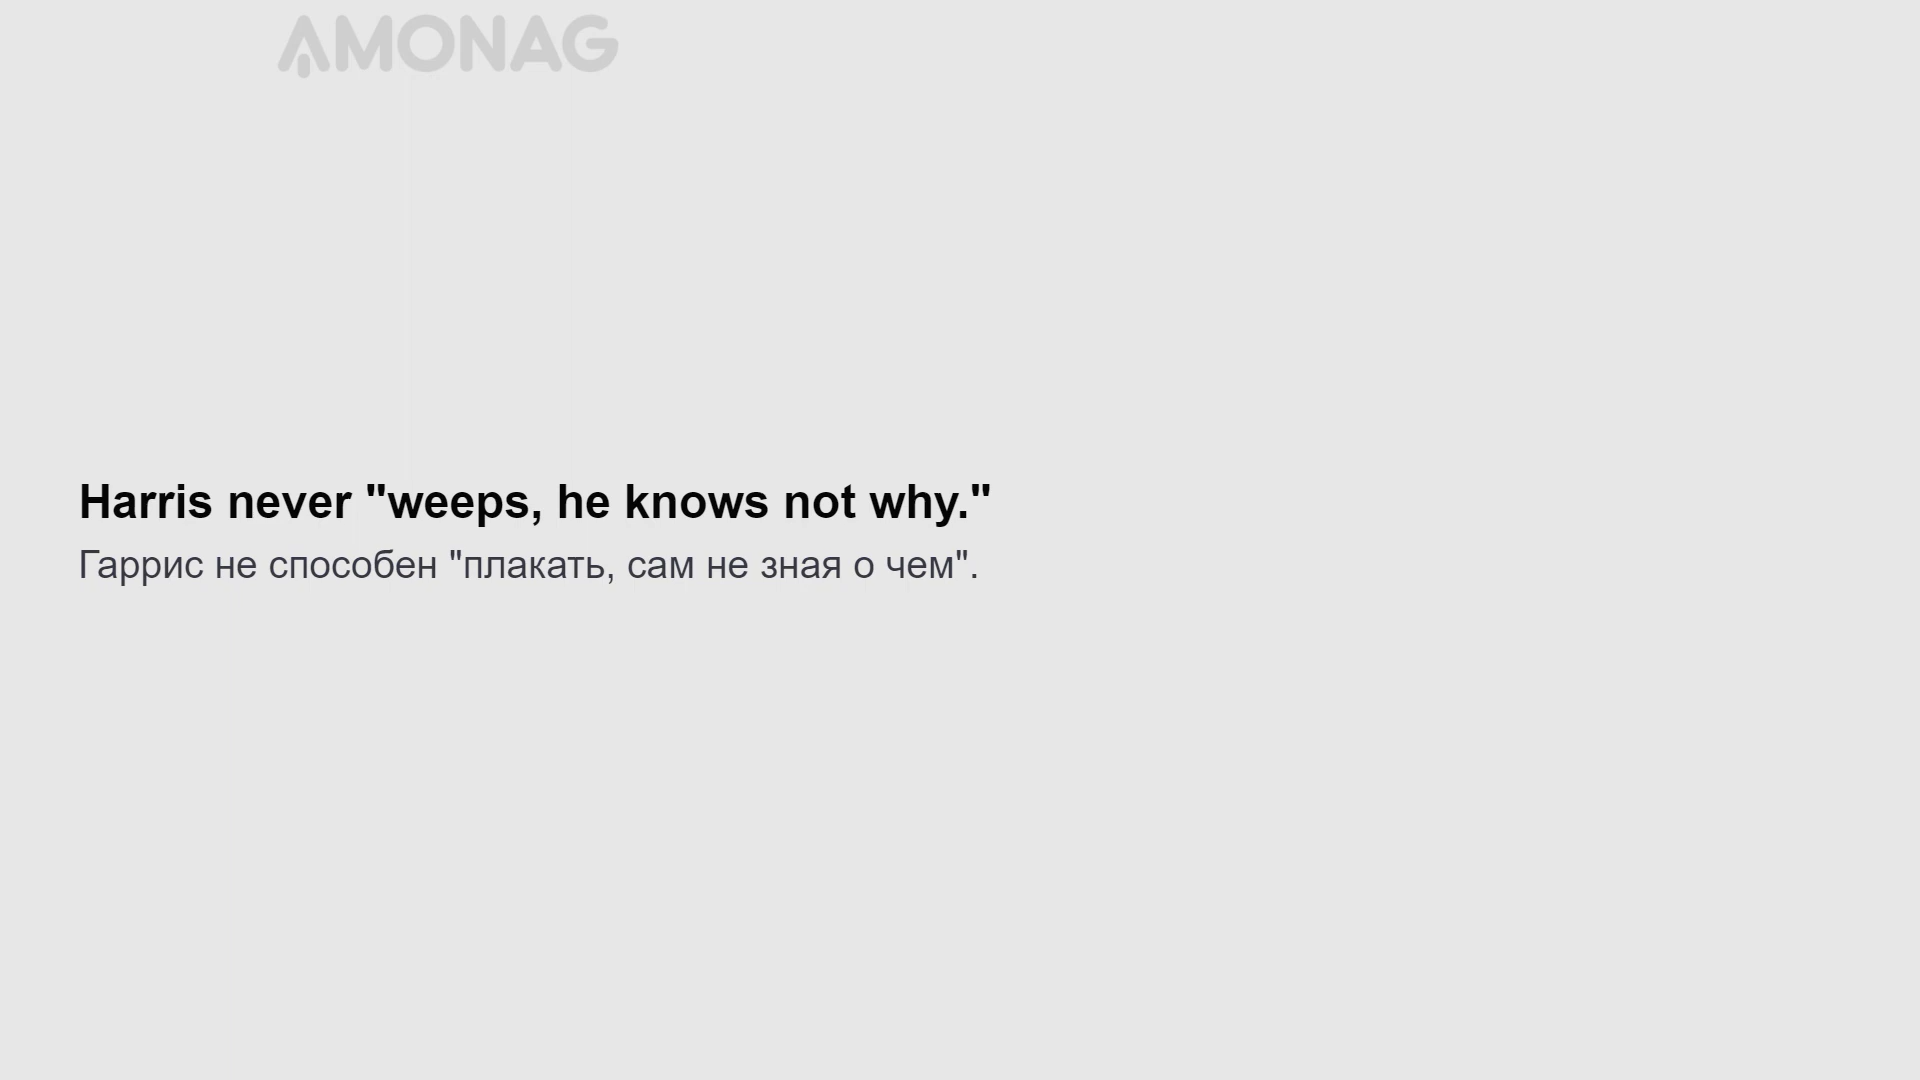 AMONAG
Harris never "weeps, he knows not why."
Гаррис не способен "плакать, сам не зная о чем".